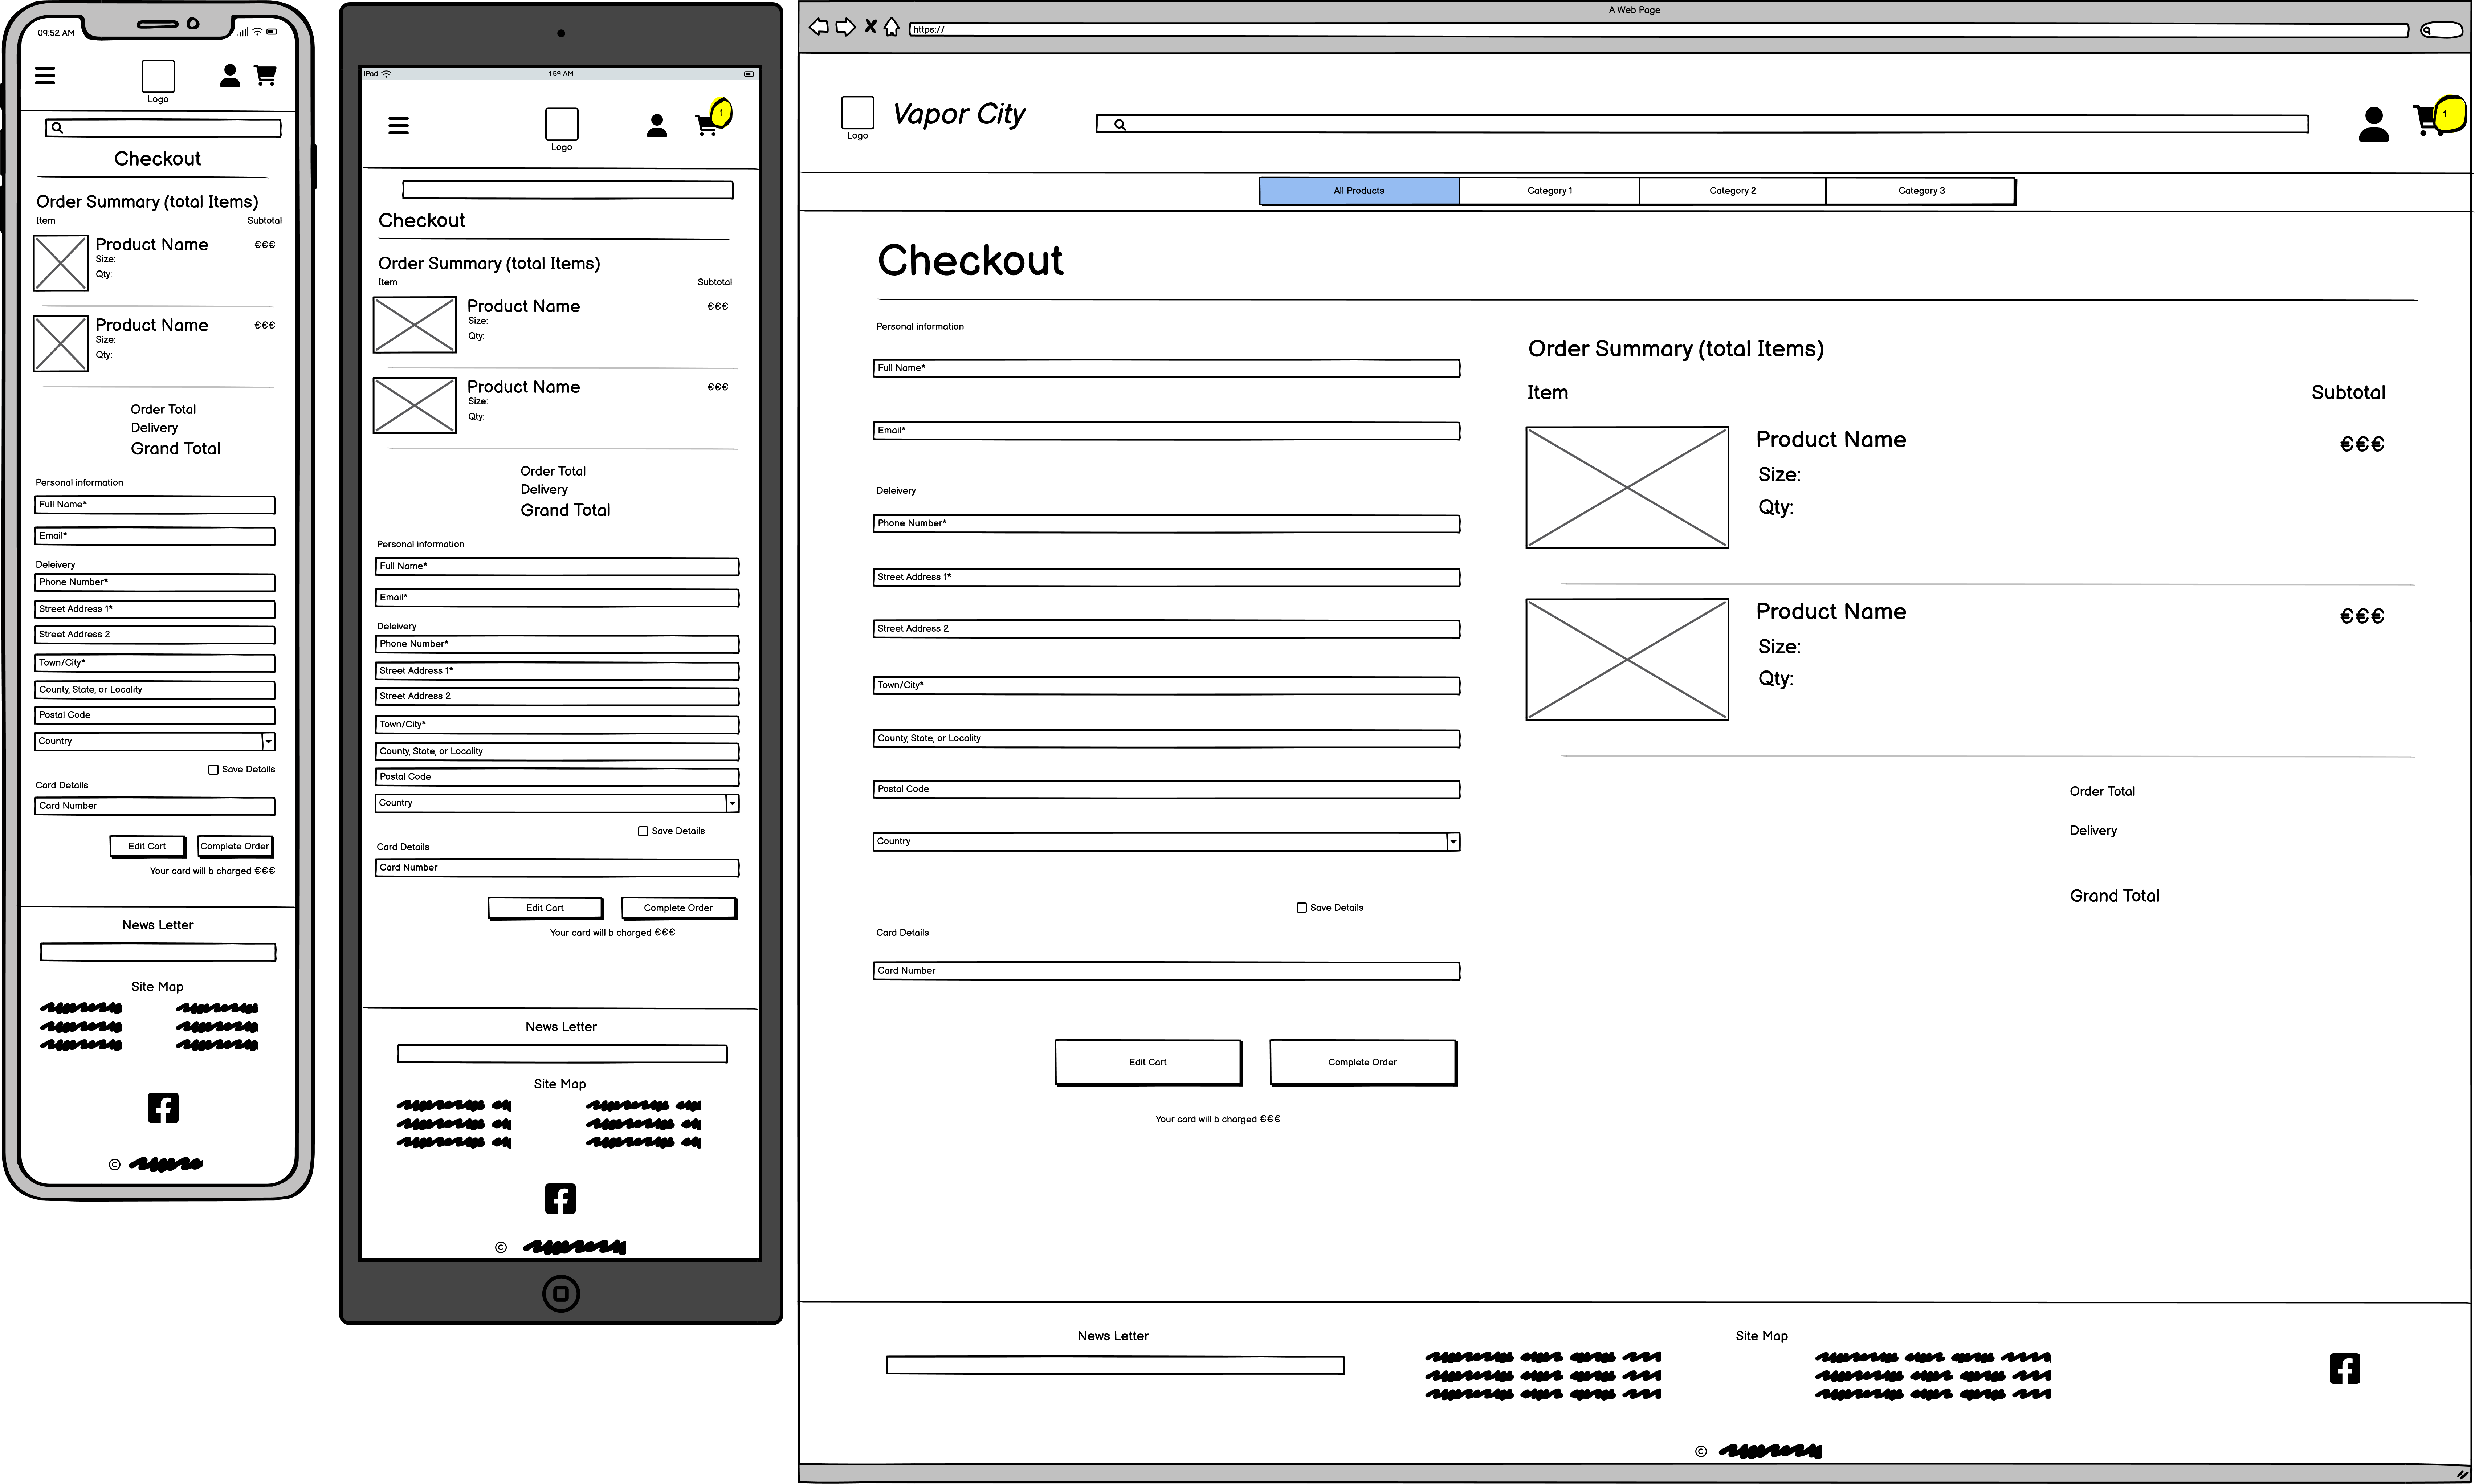 09:52 AM
Logo
Checkout
Order Summary (total Items)
Item Subtotal
Product Name €€€
Size:
Qty:
Product Name €€€
Size:
Qty:
Order Total
Delivery
Grand Total
Personal information
Full Name*
Email*
Deleivery
Phone Number*
Street Address 1*
Street Address 2
Town/City*
County, State, or Locality
Postal Code
Country
Save Details
Card Details
Card Number
Edit Cart Complete Order
Your card will b charged €€€
News Letter
Site Map
©
iPad 1:59 AM
1
Logo
Checkout
Order Summary (total Items)
Item Subtotal
Product Name €€€
Size:
Qty:
Product Name €€€
Size:
Qty:
Order Total
Delivery
Grand Total
Personal information
Full Name*
Email*
Deleivery
Phone Number*
Street Address 1*
Street Address 2
Town/City*
County, State, or Locality
Postal Code
Country
Save Details
Card Details
Card Number
Edit Cart Complete Order
Your card will b charged €€€
News Letter
Site Map
©
A Web Page
https://
Logo Vapor City 1
All Products Category 1 Category 2 Category 3
Checkout
Personal information
Full Name*
Email*
Deleivery
Phone Number*
Street Address 1*
Street Address 2
Town/City*
County, State, or Locality
Postal Code
Country
Save Details
Card Details
Card Number
Edit Cart Complete Order
Your card will b charged €€€
Order Summary (total Items)
Item Subtotal
Product Name €€€
Size:
Qty:
Product Name €€€
Size:
Qty:
Order Total
Delivery
Grand Total
News Letter Site Map
©